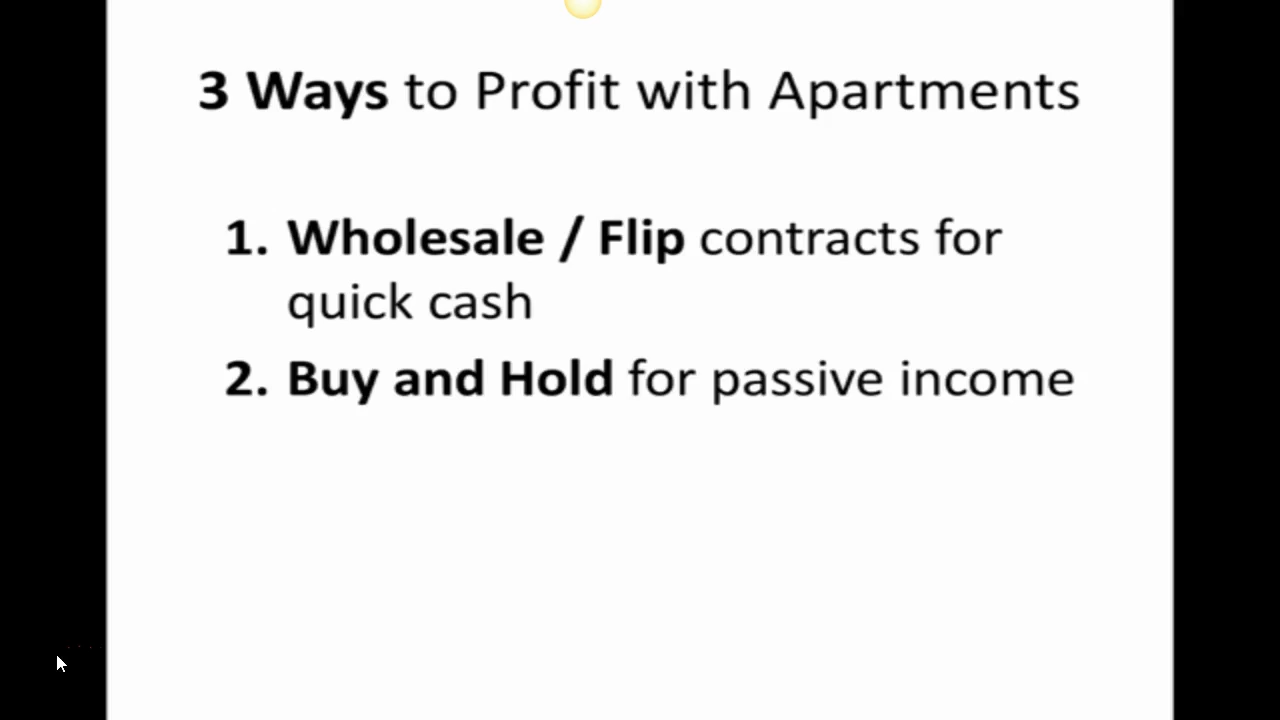 3 Ways to Profit with Apartments
1. Wholesale / Flip contracts for
quick cash
2. Buy and Hold for passive income